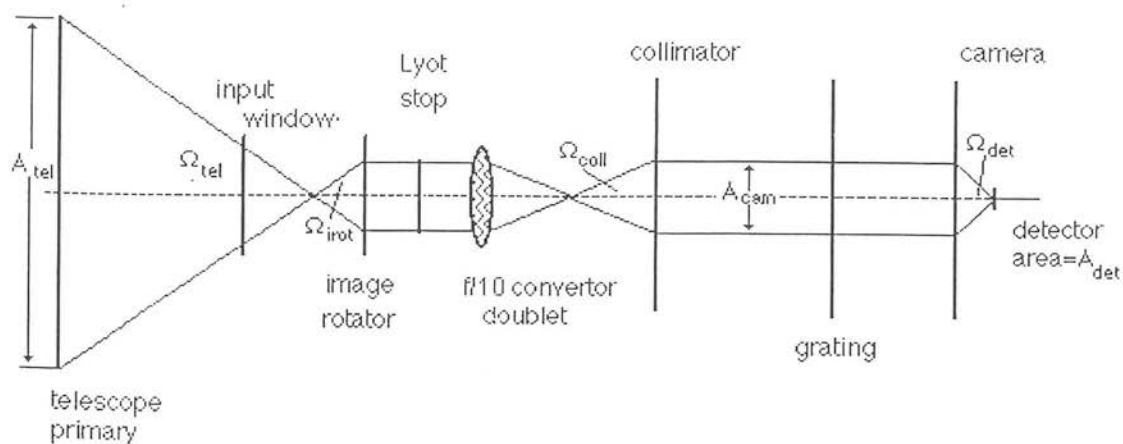 collimator
camera
Lyot
stop
input
window
Ω_tel
A_tel
Ω_irot
Ω_coll
A_cam
Ω_det
detector
area=A_det
image
rotator
f/10 convertor
doublet
grating
telescope
primary